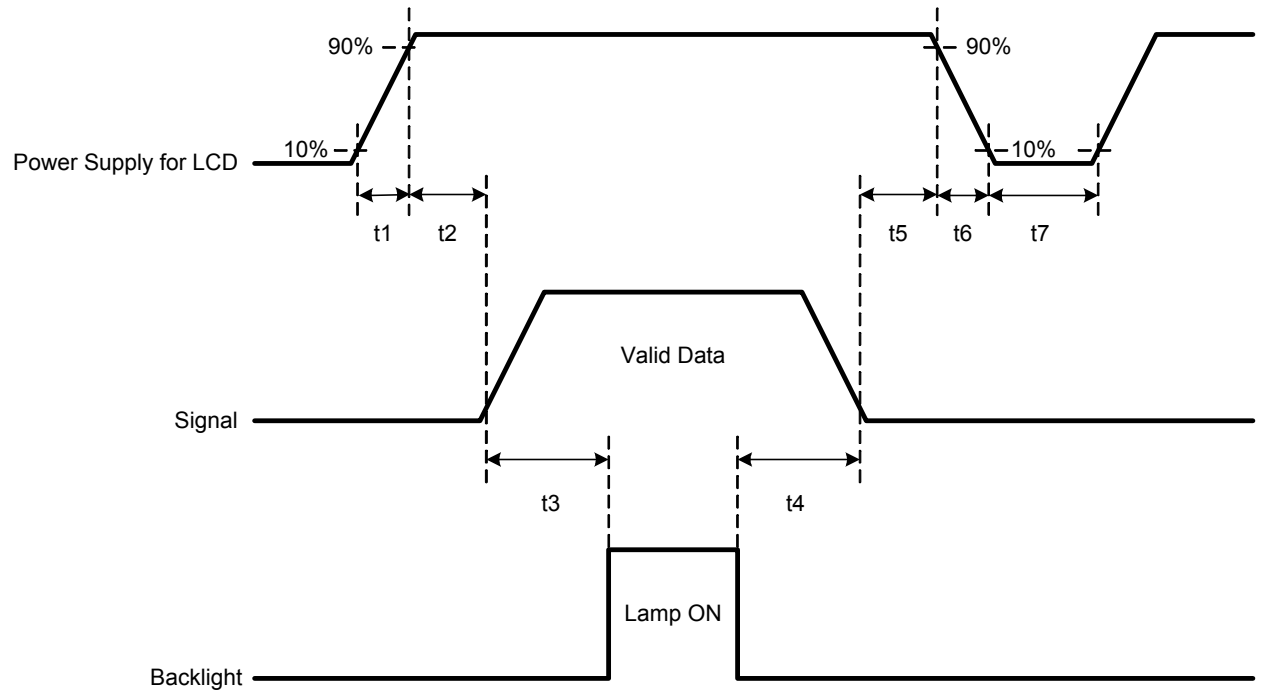 90%
90%
Power Supply for LCD
10%
10%
t1
t2
t5
t6
t7
Valid Data
Signal
t3
t4
Lamp ON
Backlight